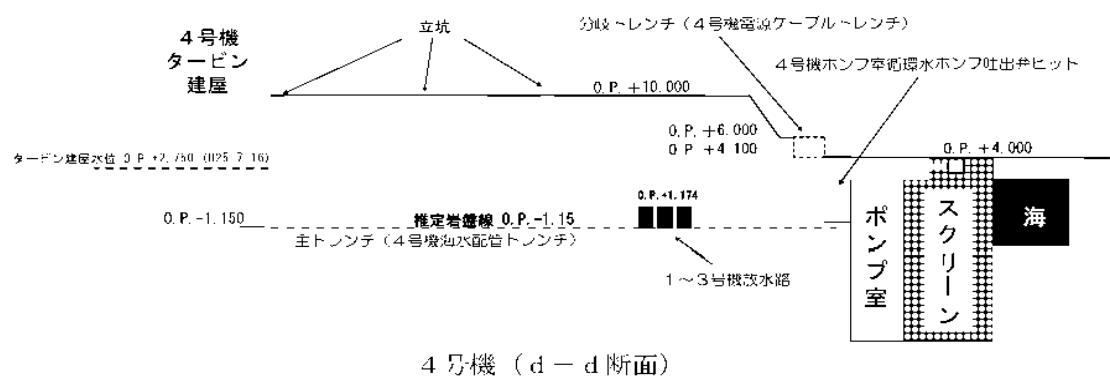 4号機
タービン
建屋
立坑
分岐トレンチ（4号機電源ケーブルトレンチ）
4号機ポンプ室循環水ポンプ吐出弁ピット
O.P. +10.000
O.P. +6.000
O.P. +4.100
O.P. +4.000
タービン建屋水位 O.P.+2.750 (H25.7.16)
O.P.+1.174
O.P.-1.150
推定岩盤線 O.P.-1.15
主トレンチ（4号機海水配管トレンチ）
1～3号機放水路
ポンプ室
スクリーン
海
4号機（d－d断面）